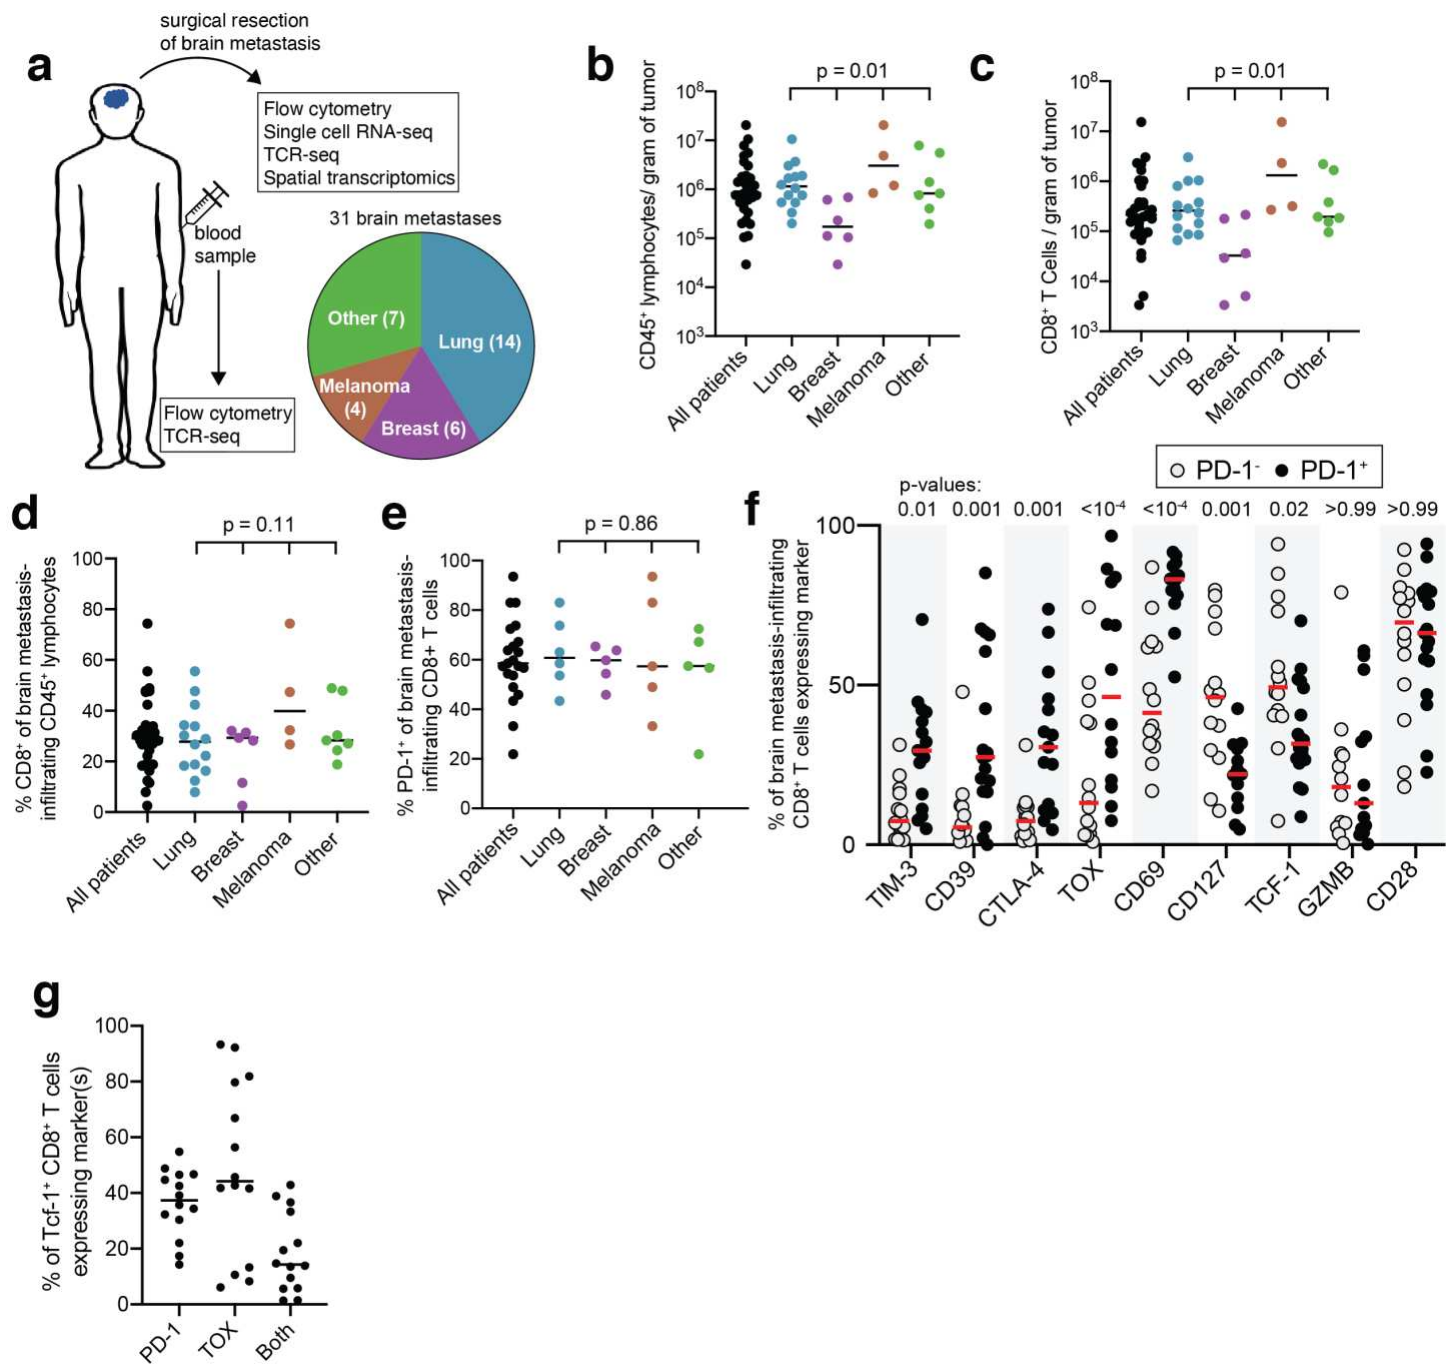 a
surgical resection
of brain metastasis
Flow cytometry
Single cell RNA-seq
TCR-seq
Spatial transcriptomics
blood
sample
Flow cytometry
TCR-seq
31 brain metastases
Other (7)
Lung (14)
Melanoma
(4)
Breast (6)
b
CD45⁺ lymphocytes/ gram of tumor
p = 0.01
10⁸
10⁷
10⁶
10⁵
10⁴
10³
All patients
Lung
Breast
Melanoma
Other
c
CD8⁺ T Cells / gram of tumor
p = 0.01
10⁸
10⁷
10⁶
10⁵
10⁴
10³
All patients
Lung
Breast
Melanoma
Other
d
% CD8⁺ of brain metastasis-
infiltrating CD45⁺ lymphocytes
p = 0.11
100
80
60
40
20
0
All patients
Lung
Breast
Melanoma
Other
e
% PD-1⁺ of brain metastasis-
infiltrating CD8+ T cells
p = 0.86
100
80
60
40
20
0
All patients
Lung
Breast
Melanoma
Other
f
PD-1⁻ PD-1⁺
p-values:
0.01 0.001 0.001 <10⁻⁴ <10⁻⁴ 0.001 0.02 >0.99 >0.99
% of brain metastasis-infiltrating
CD8⁺ T cells expressing marker
100
50
0
TIM-3
CD39
CTLA-4
TOX
CD69
CD127
TCF-1
GZMB
CD28
g
% of Tcf-1⁺ CD8⁺ T cells
expressing marker(s)
100
80
60
40
20
0
PD-1
TOX
Both